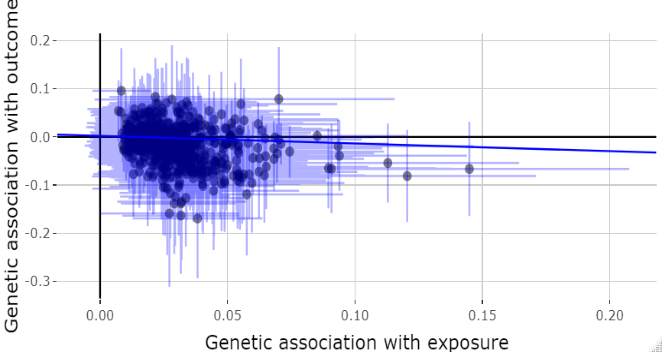 Genetic association with outcome
0.2
0.1
0.0
-0.1
-0.2
-0.3
0.00 0.05 0.10 0.15 0.20
Genetic association with exposure